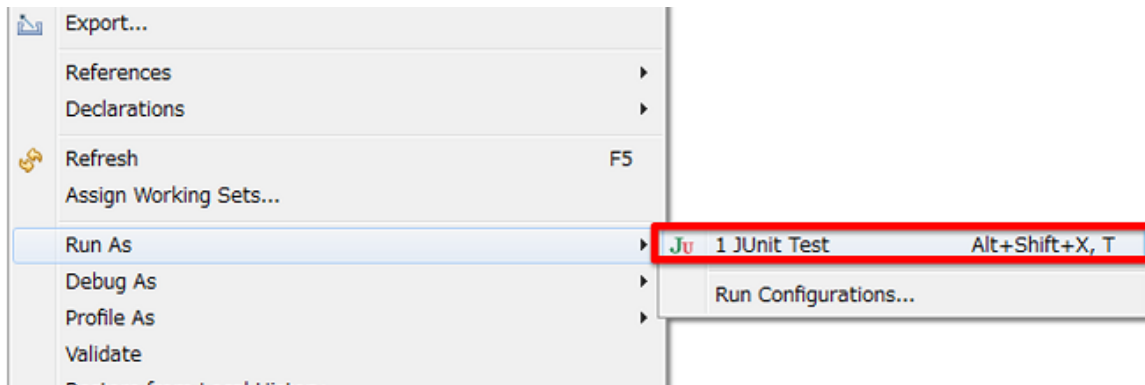 Export...
References
Declarations
Refresh F5
Assign Working Sets...
Run As
JU 1 JUnit Test Alt+Shift+X, T
Debug As
Run Configurations...
Profile As
Validate